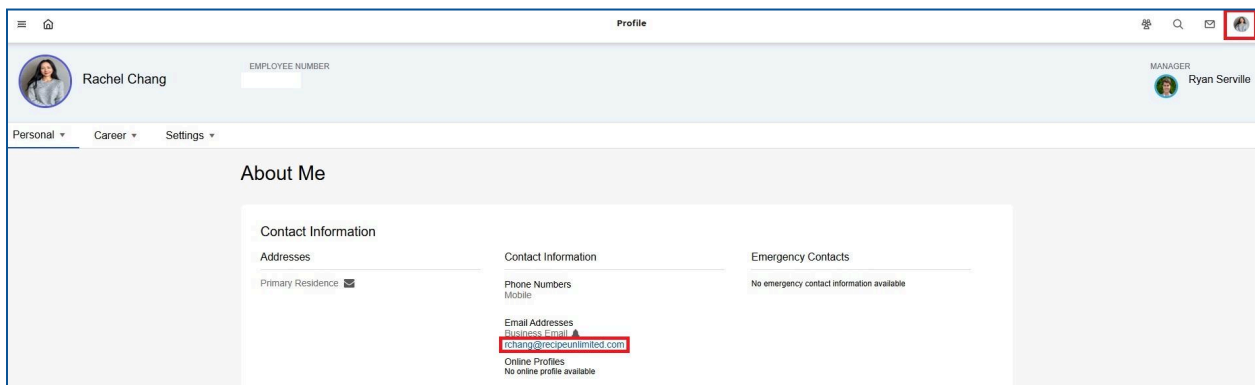 Profile
Rachel Chang
EMPLOYEE NUMBER
MANAGER
Ryan Serville
Personal
Career
Settings
About Me
Contact Information
Addresses
Primary Residence
Contact Information
Phone Numbers
Mobile
Email Addresses
Business Email
rchang@recipeunlimited.com
Online Profiles
No online profile available
Emergency Contacts
No emergency contact information available